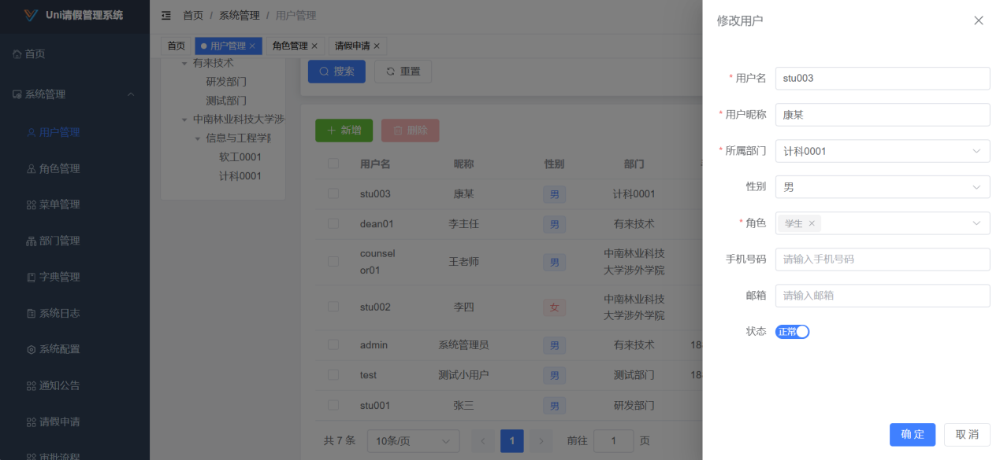 Uni请假管理系统
首页
系统管理
用户管理
角色管理
菜单管理
部门管理
字典管理
系统日志
系统配置
通知公告
请假申请
审批流程
首页 / 系统管理 / 用户管理
首页 用户管理 角色管理 请假申请
有来技术
研发部门
测试部门
中南林业科技大学涉
信息与工程学院
软工0001
计科0001
搜索 重置
新增 删除
用户名 昵称 性别 部门
stu003 康某 男 计科0001
dean01 李主任 男 有来技术
counsel
or01
王老师 男
中南林业科技
大学涉外学院
stu002 李四 女
中南林业科技
大学涉外学院
admin 系统管理员 男 有来技术 18
test 测试小用户 男 测试部门 18
stu001 张三 男 研发部门
共 7 条 10条/页 1 前往 1 页
修改用户
* 用户名 stu003
* 用户昵称 康某
* 所属部门 计科0001
性别 男
* 角色 学生
手机号码 请输入手机号码
邮箱 请输入邮箱
状态 正常
确 定 取 消